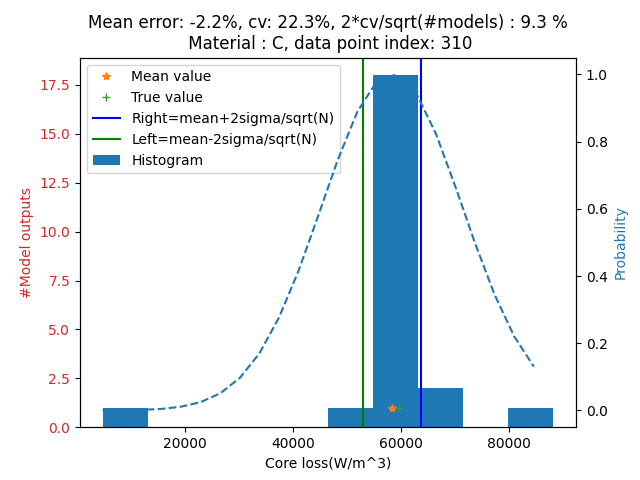 Mean error: -2.2%, cv: 22.3%, 2*cv/sqrt(#models) : 9.3 %
Material : C, data point index: 310
Mean value
True value
Right=mean+2sigma/sqrt(N)
Left=mean-2sigma/sqrt(N)
Histogram
#Model outputs
17.5
15.0
12.5
10.0
7.5
5.0
2.5
0.0
1.0
0.8
0.6
0.4
0.2
0.0
Probability
20000 40000 60000 80000
Core loss(W/m^3)